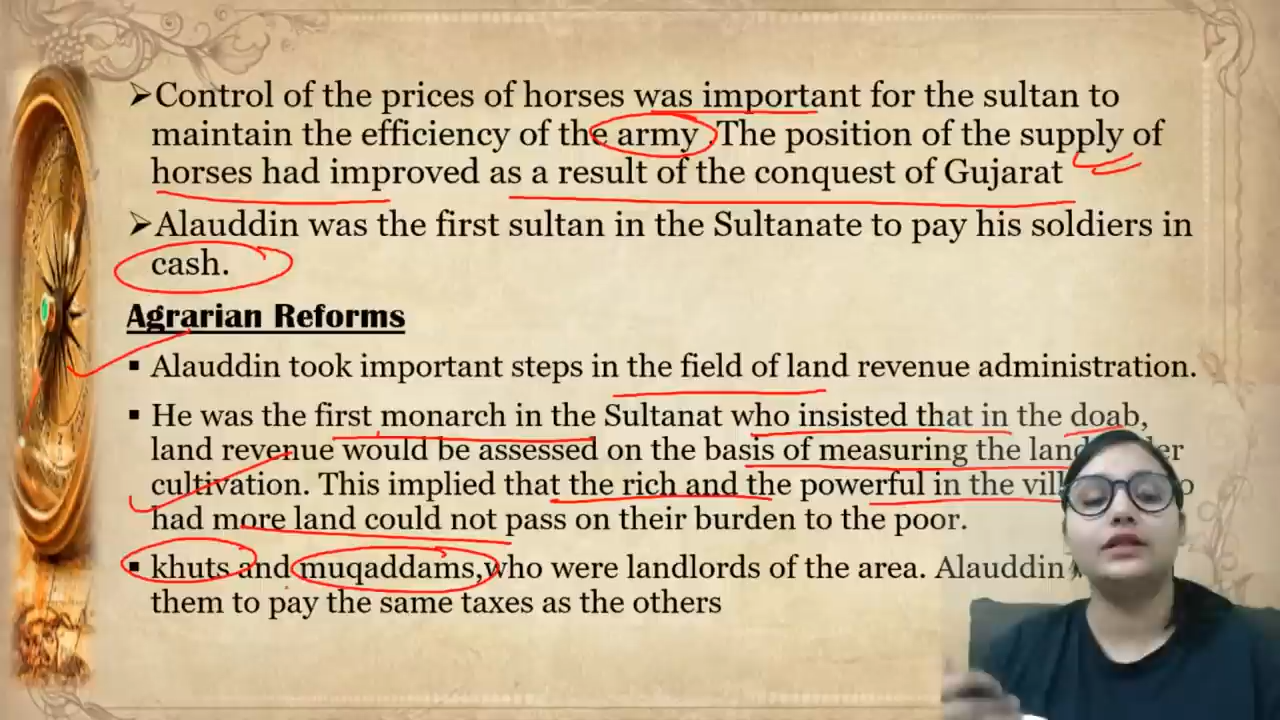 ➤Control of the prices of horses was important for the sultan to
maintain the efficiency of the army .The position of the supply of
horses had improved as a result of the conquest of Gujarat
➤Alauddin was the first sultan in the Sultanate to pay his soldiers in
cash.
Agrarian Reforms
▪ Alauddin took important steps in the field of land revenue administration.
▪ He was the first monarch in the Sultanat who insisted that in the doab,
land revenue would be assessed on the basis of measuring the land
cultivation. This implied that the rich and the powerful in the
had more land could not pass on their burden to the poor.
▪ khuts and muqaddams,who were landlords of the area. Alauddin
them to pay the same taxes as the others